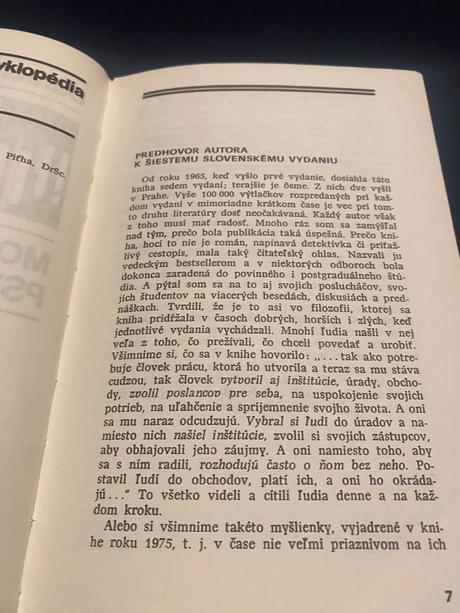 yklopédia
Piťha, DrSc.
PREDHOVOR AUTORA
K ŠIESTEMU SLOVENSKÉMU VYDANIU
Od roku 1965, keď vyšlo prvé vydanie, dosiahla táto
kniha sedem vydaní; terajšie je ôsme. Z nich dve vyšli
v Prahe. Vyše 100 000 výtlačkov rozpredaných pri kaž-
dom vydaní v mimoriadne krátkom čase je vec pri tom-
to druhu literatúry dosť neočakávaná. Každý autor však
z toho musí mať radosť. Mnoho ráz som sa zamýšľal
nad tým, prečo bola publikácia taká úspešná. Prečo kni-
ha, hoci to nie je román, napínavá detektívka či príťaž-
livý cestopis, mala taký čitateľský ohlas. Nazvali ju
vedeckým bestsellerom a v niektorých odboroch bola
dokonca zaradená do povinného i postgraduálneho štú-
dia. A pýtal som sa na to aj svojich poslucháčov, svo-
jich študentov na viacerých besedách, diskusiách a pred-
náškach. Tvrdili, že je to asi vo filozofii, ktorej sa
kniha pridŕžala v časoch dobrých, horších i zlých, keď
jednotlivé vydania vychádzali. Mnohí ľudia našli v nej
veľa z toho, čo prežívali, čo chceli povedať a urobiť.
Všimnime si, čo sa v knihe hovorilo: „... tak ako potre-
buje človek prácu, ktorá ho utvorila a teraz sa mu stáva
cudzou, tak človek vytvoril aj inštitúcie, úrady, obcho-
dy, zvolil poslancov pre seba, na uspokojenie svojich
potrieb, na uľahčenie a spríjemnenie svojho života. A oni
sa mu naraz odcudzujú. Vybral si ľudí do úradov a na-
miesto nich našiel inštitúcie, zvolil si svojich zástupcov,
aby obhajovali jeho záujmy. A oni namiesto toho, aby
sa s ním radili, rozhodujú často o ňom bez neho. Po-
stavil ľudí do obchodov, platí ich, a oni ho okráda-
jú ...“ To všetko videli a cítili ľudia denne a na kaž-
dom kroku.
Alebo si všimnime takéto myšlienky, vyjadrené v kni-
he roku 1975, t. j. v čase nie veľmi priaznivom na ich
7